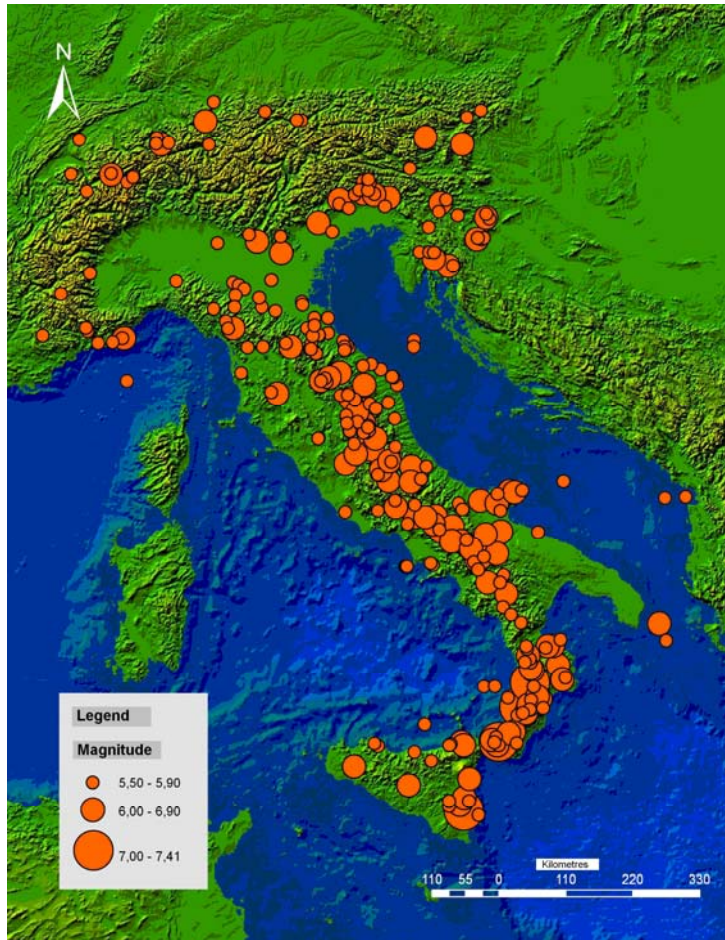 N
Legend
Magnitude
5,50 - 5,90
6,00 - 6,90
7,00 - 7,41
Kilometres
110 55 0 110 220 330